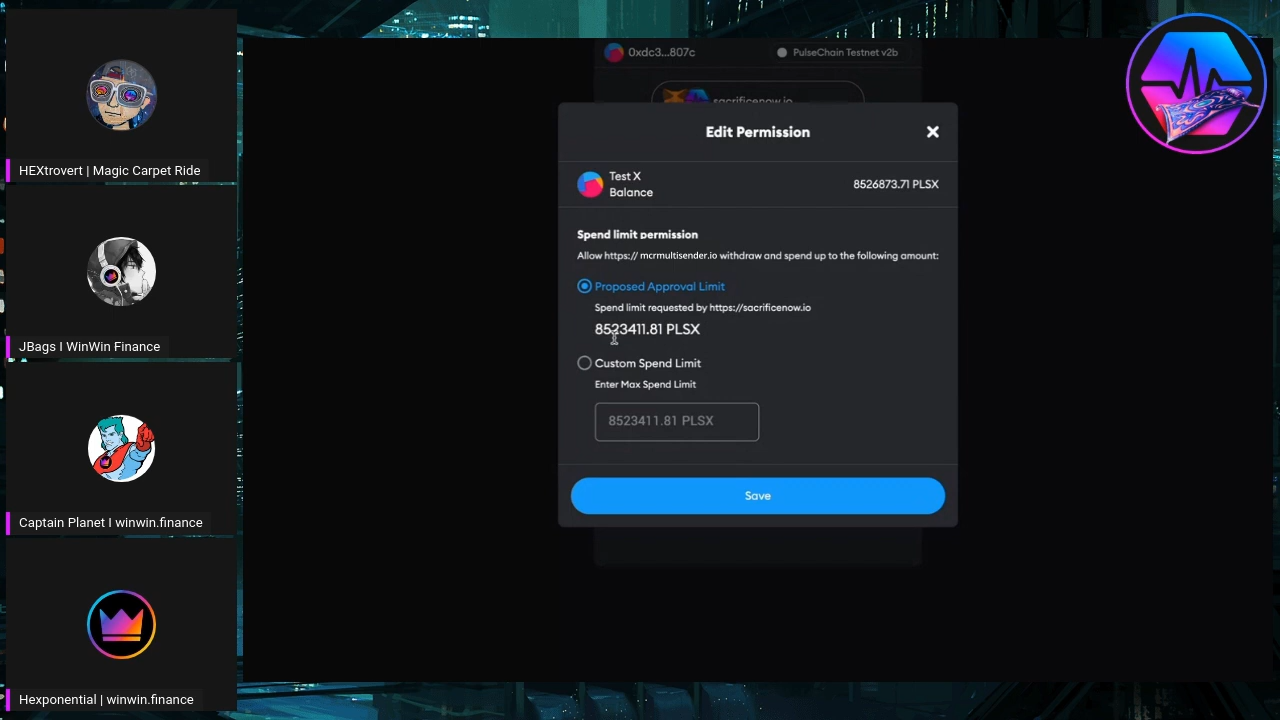 HEXtrovert | Magic Carpet Ride
JBags I WinWin Finance
Captain Planet I winwin.finance
Hexponential | winwin.finance
0xdc3...807c
PulseChain Testnet v2b
sacrificenow.io
Edit Permission
Test X
Balance
8526873.71 PLSX
Spend limit permission
Allow https:// mcrmultisender.io withdraw and spend up to the following amount:
Proposed Approval Limit
Spend limit requested by https://sacrificenow.io
8523411.81 PLSX
Custom Spend Limit
Enter Max Spend Limit
8523411.81 PLSX
Save